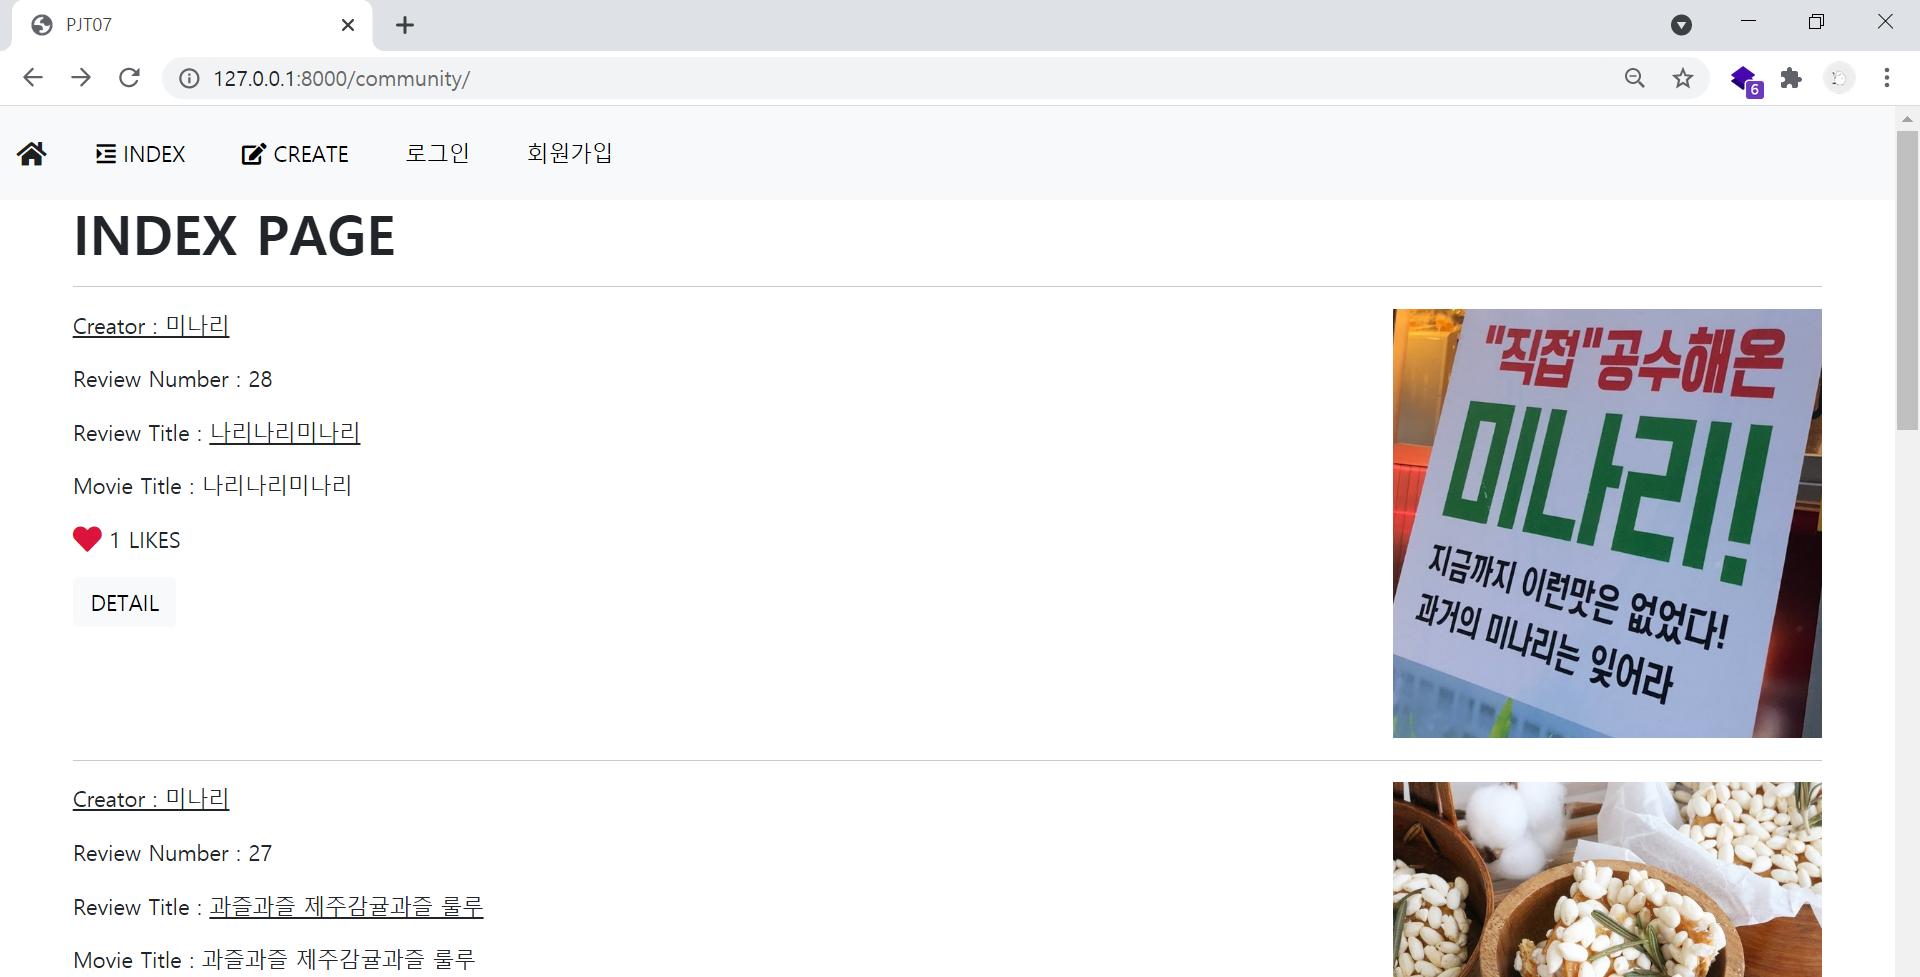 PJT07
127.0.0.1:8000/community/
6
INDEX
CREATE
로그인
회원가입
INDEX PAGE
Creator : 미나리
Review Number : 28
Review Title : 나리나리미나리
Movie Title : 나리나리미나리
1 LIKES
DETAIL
"직접"공수해온
미나리!
지금까지 이런맛은 없었다!
과거의 미나리는 잊어라
Creator : 미나리
Review Number : 27
Review Title : 과즐과즐 제주감귤과즐 룰루
Movie Title : 과즐과즐 제주감귤과즐 룰루